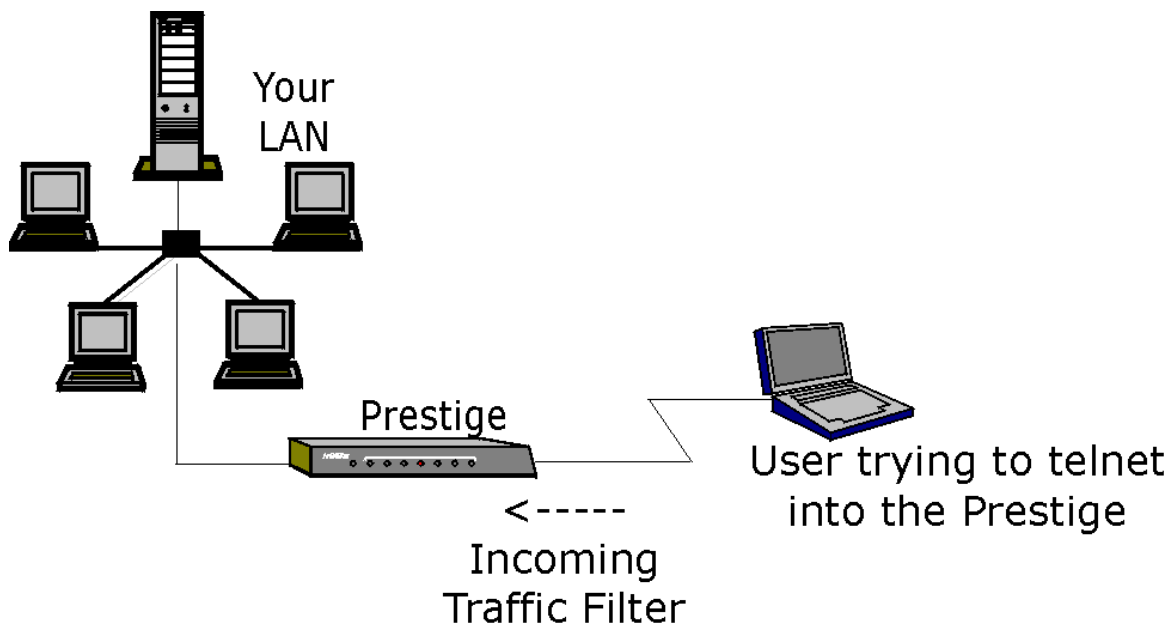 Your
LAN
Prestige
User trying to telnet
into the Prestige
<-----
Incoming
Traffic Filter